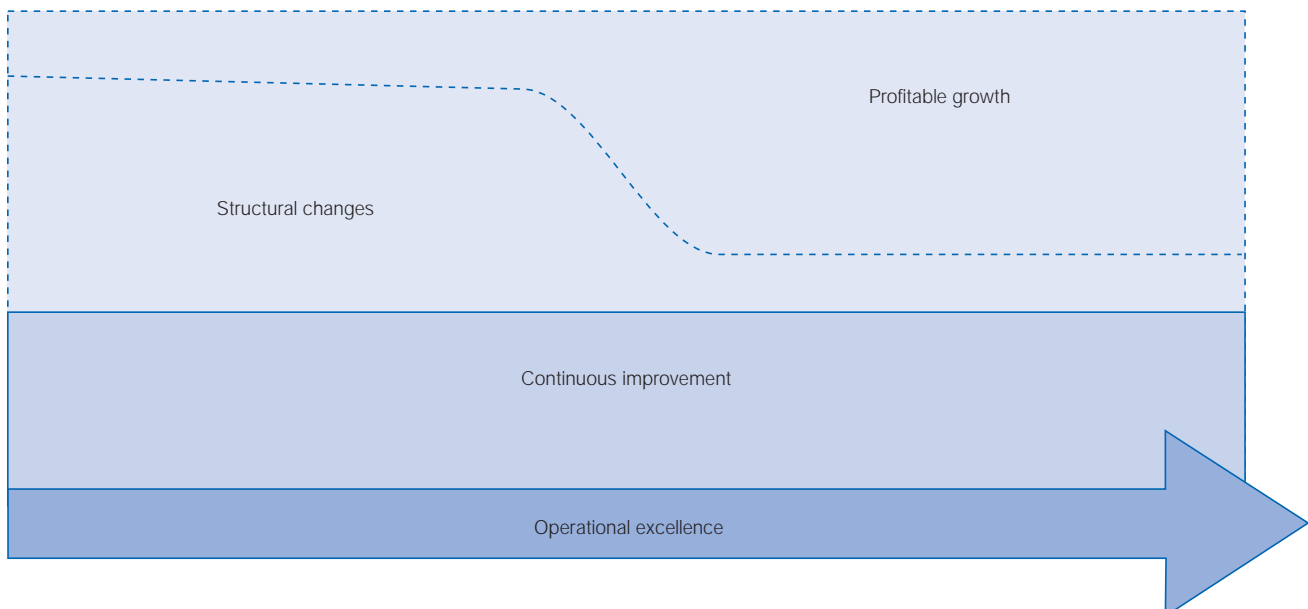 Profitable growth
Structural changes
Continuous improvement
Operational excellence